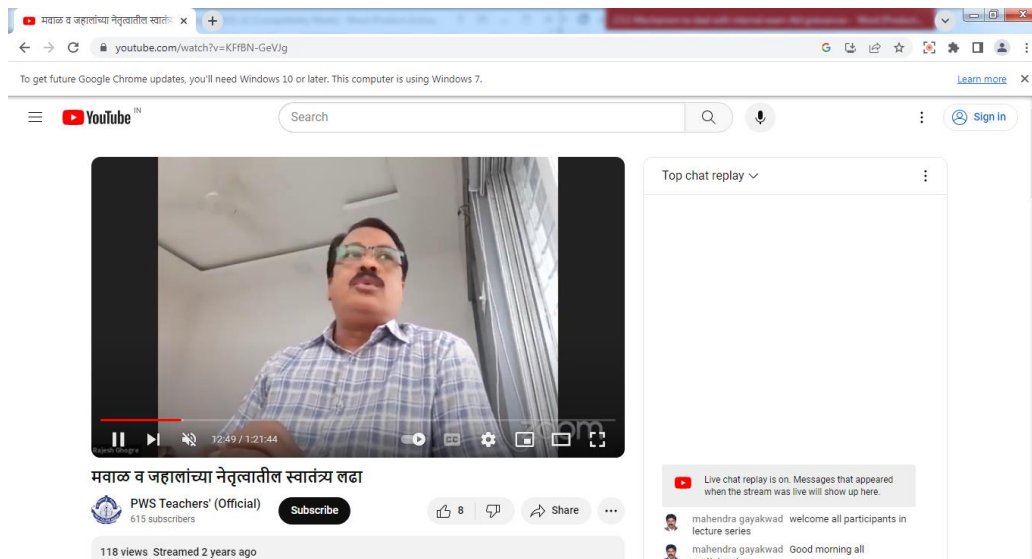 मवाळ व जहालांच्या नेतृत्वातील स्वातंत्र
youtube.com/watch?v=KFfBN-GeVJg
To get future Google Chrome updates, you'll need Windows 10 or later. This computer is using Windows 7.
Learn more
YouTube IN
Search
Sign in
Top chat replay
zoom
12:49 / 1:21:44
CC
Rajesh Ghogre
मवाळ व जहालांच्या नेतृत्वातील स्वातंत्र्य लढा
PWS Teachers' (Official)
615 subscribers
Subscribe
8
Share
118 views Streamed 2 years ago
Live chat replay is on. Messages that appeared
when the stream was live will show up here.
mahendra gayakwad welcome all participants in
lecture series
mahendra gayakwad Good morning all